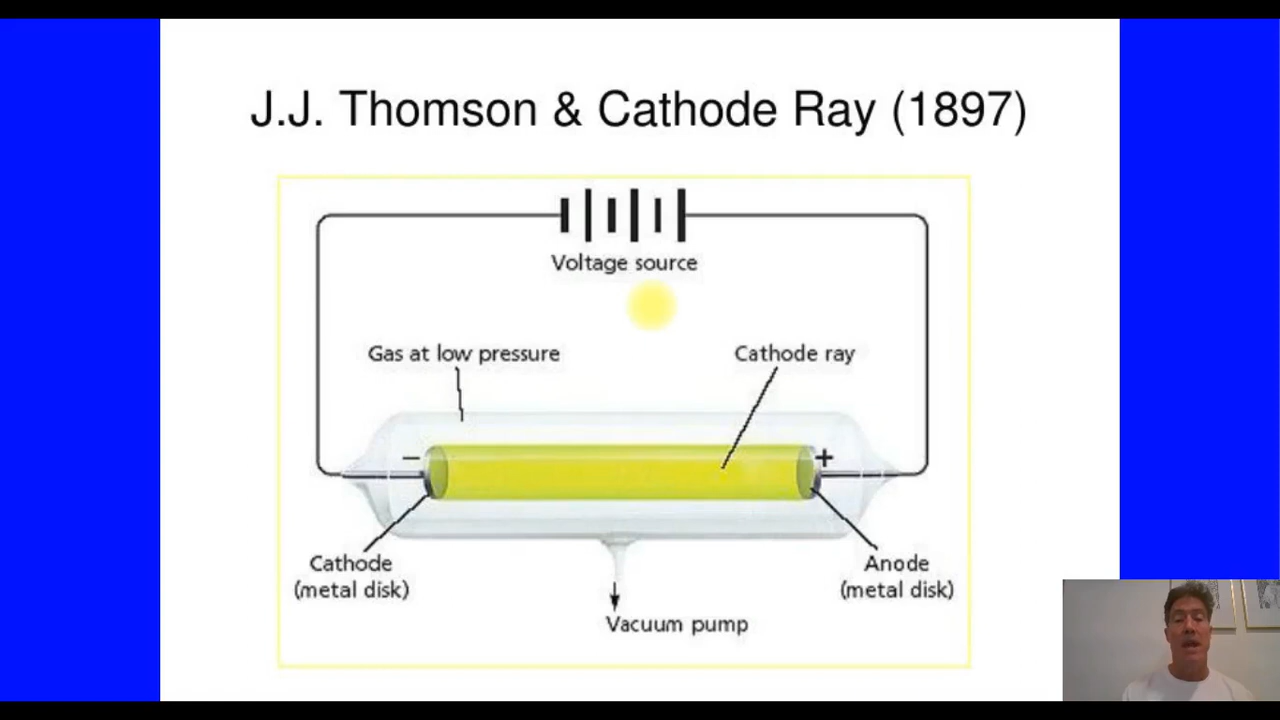 J.J. Thomson & Cathode Ray (1897)
Voltage source
Gas at low pressure
Cathode ray
−
+
Cathode
(metal disk)
Anode
(metal disk)
Vacuum pump